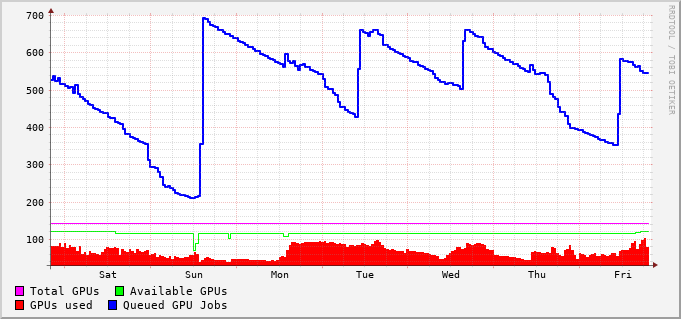 700
600
500
400
300
200
100
Sat Sun Mon Tue Wed Thu Fri
Total GPUs Available GPUs
GPUs used Queued GPU Jobs
RRDTOOL / TOBI OETIKER